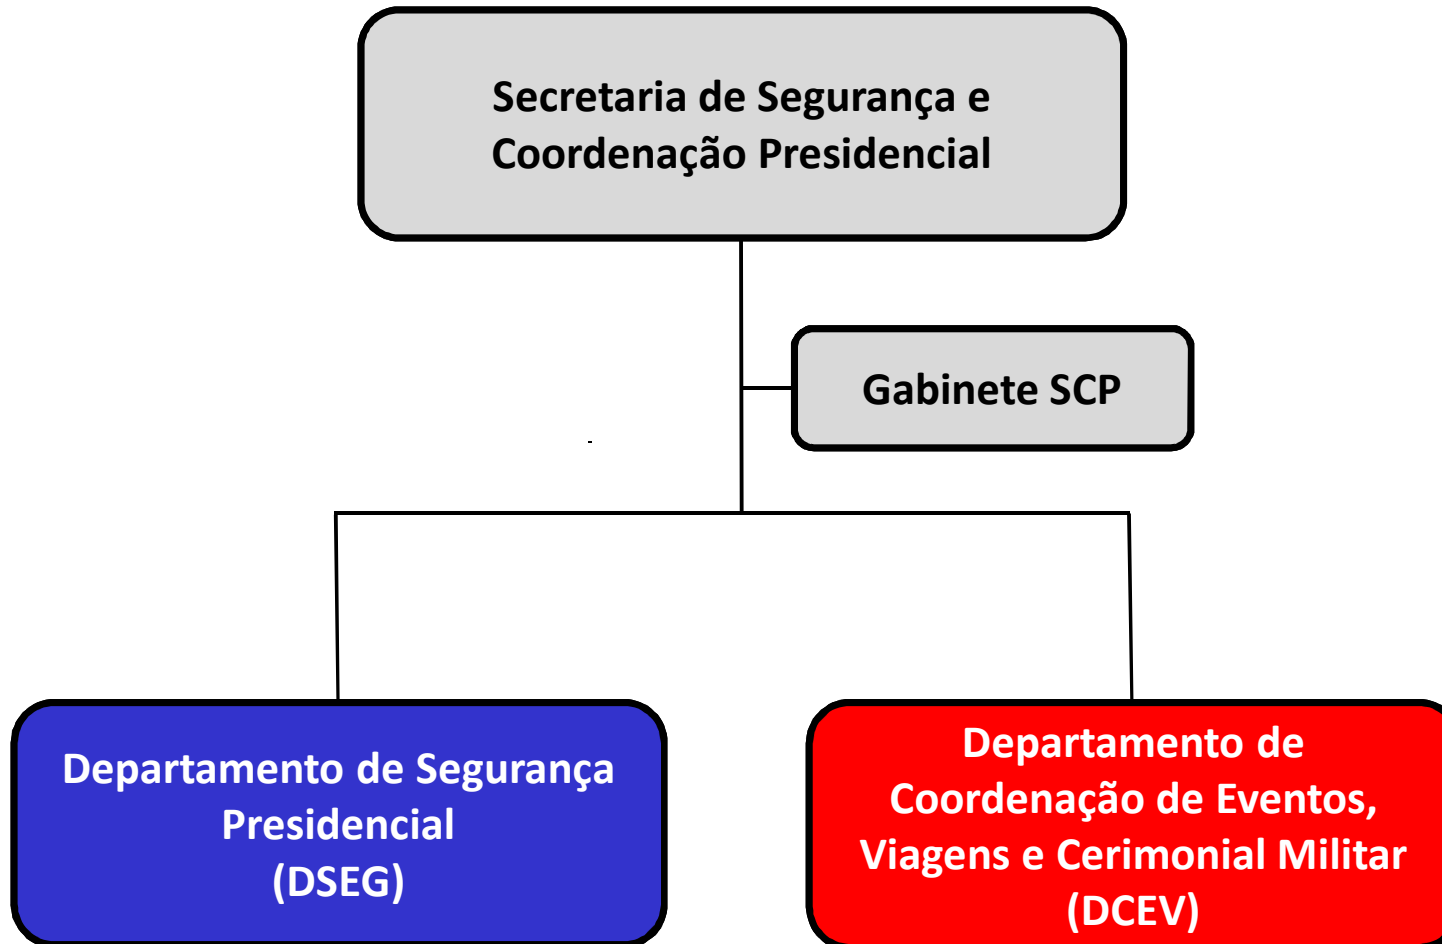 Secretaria de Segurança e
Coordenação Presidencial
Gabinete SCP
-
Departamento de Segurança
Presidencial
(DSEG)
Departamento de
Coordenação de Eventos,
Viagens e Cerimonial Militar
(DCEV)